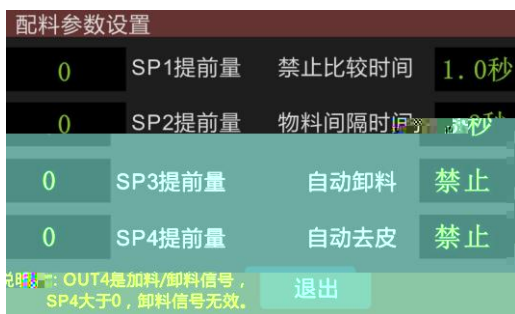 配料参数设置
0 SP1提前量 禁止比较时间 1.0秒
0 SP2提前量 物料间隔时间 秒
0 SP3提前量 自动卸料 禁止
0 SP4提前量 自动去皮 禁止
说明 : OUT4是加料/卸料信号，
SP4大于0，卸料信号无效。
退出